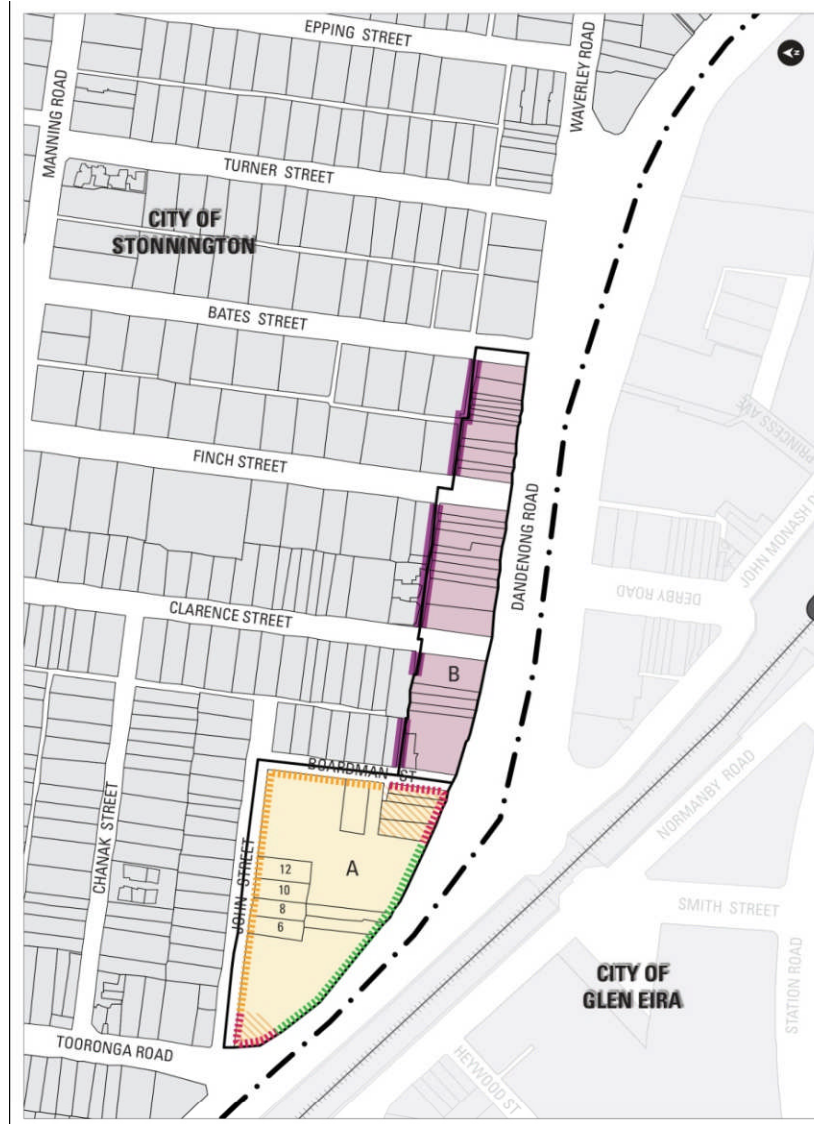 EPPING STREET
WAVERLEY ROAD
N
MANNING ROAD
TURNER STREET
CITY OF
STONNINGTON
BATES STREET
PRINCESS AVE
FINCH STREET
DANDENONG ROAD
JOHN MONASH D
DERBY ROAD
CLARENCE STREET
B
BOARDMAN ST
NORMANBY ROAD
CHANAK STREET
JOHN STREET
A
12
10
8
6
SMITH STREET
STATION ROAD
CITY OF
GLEN EIRA
TOORONGA ROAD
HEYWOOD ST